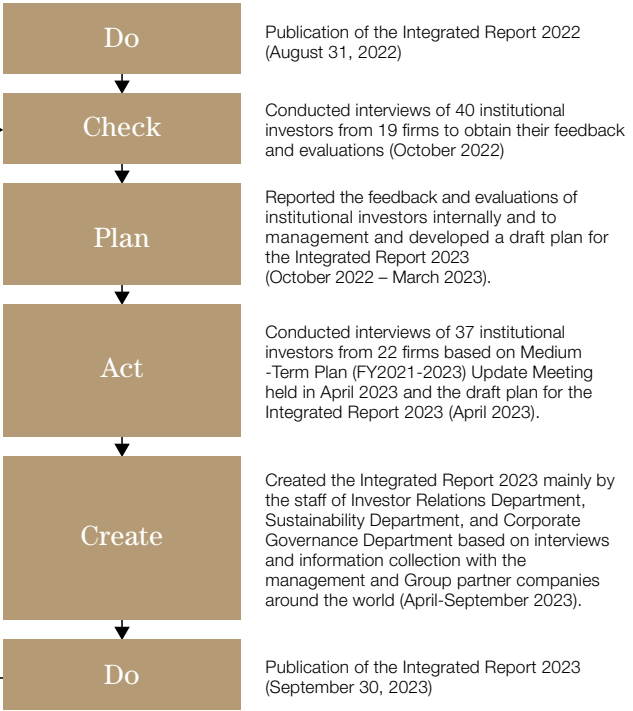 Do
Publication of the Integrated Report 2022
(August 31, 2022)
Check
Conducted interviews of 40 institutional
investors from 19 firms to obtain their feedback
and evaluations (October 2022)
Plan
Reported the feedback and evaluations of
institutional investors internally and to
management and developed a draft plan for
the Integrated Report 2023
(October 2022 – March 2023).
Act
Conducted interviews of 37 institutional
investors from 22 firms based on Medium
-Term Plan (FY2021-2023) Update Meeting
held in April 2023 and the draft plan for the
Integrated Report 2023 (April 2023).
Create
Created the Integrated Report 2023 mainly by
the staff of Investor Relations Department,
Sustainability Department, and Corporate
Governance Department based on interviews
and information collection with the
management and Group partner companies
around the world (April-September 2023).
Do
Publication of the Integrated Report 2023
(September 30, 2023)